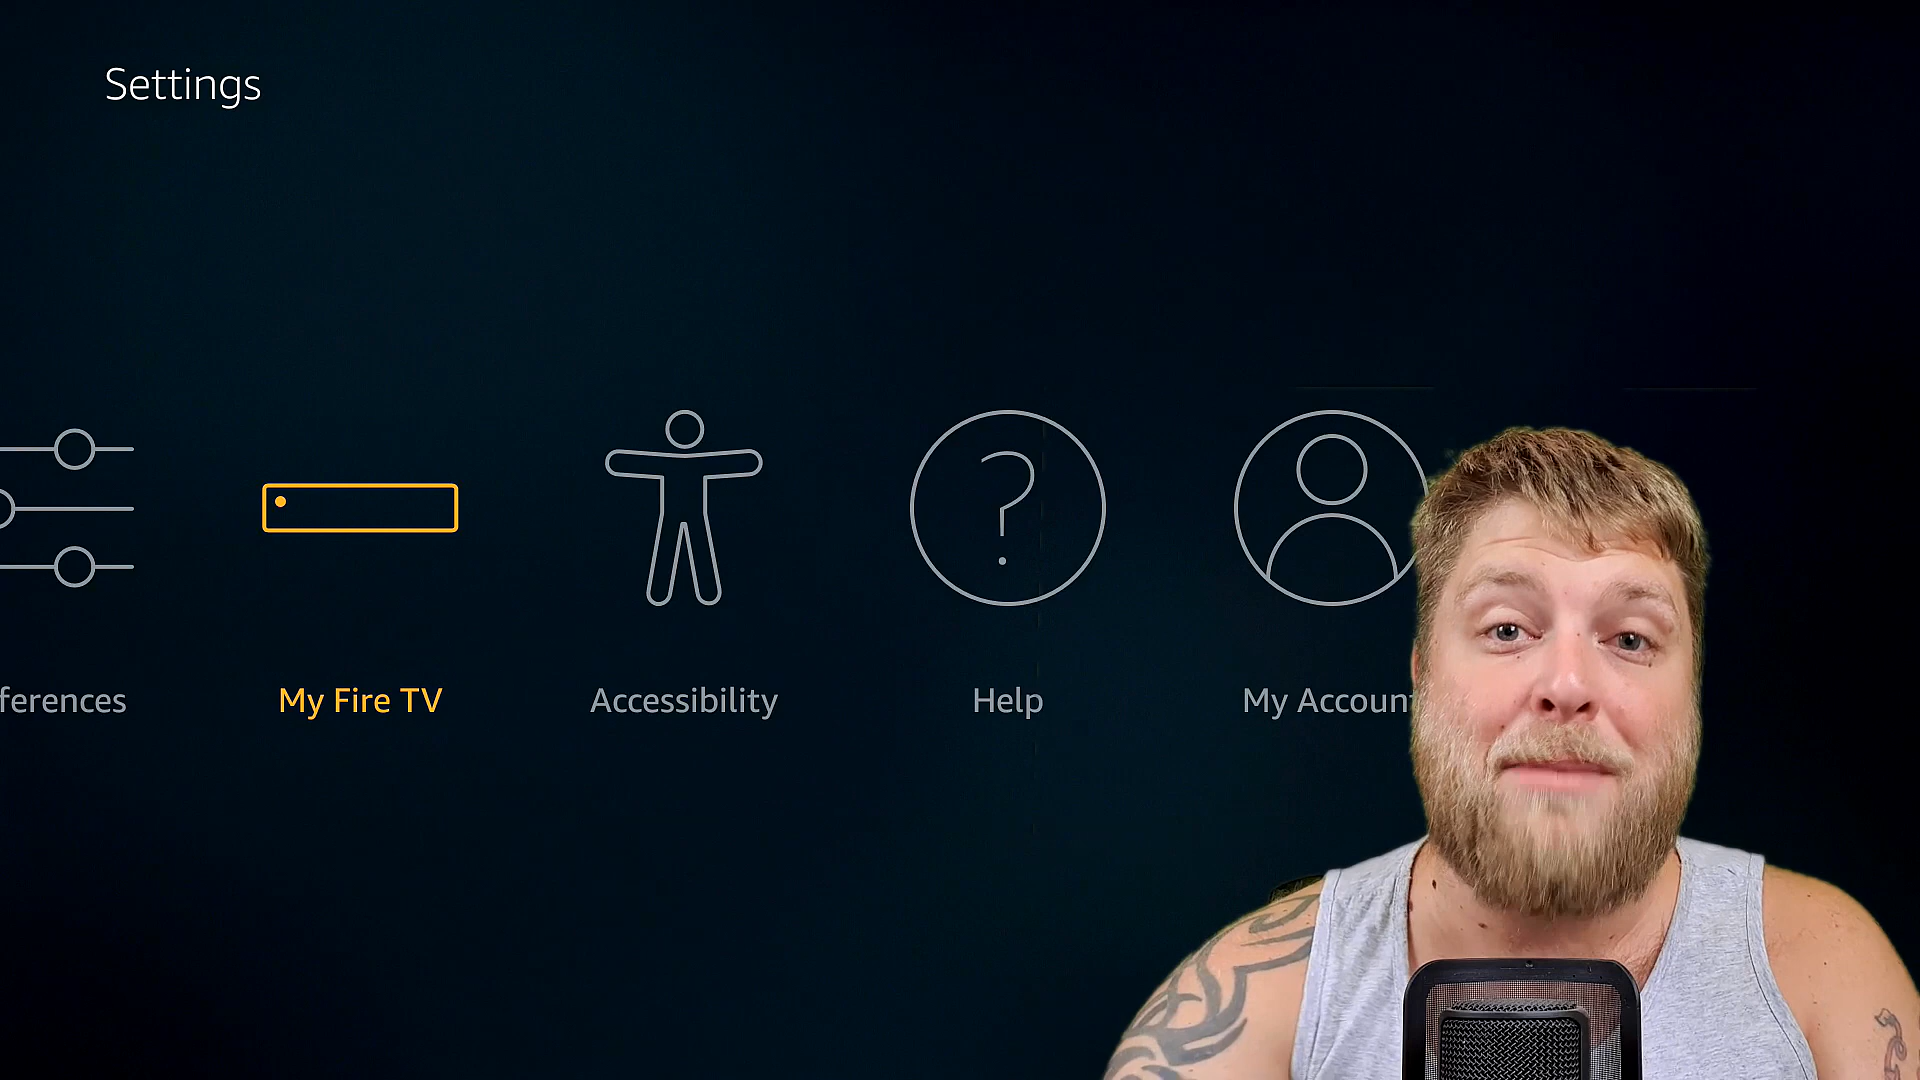 Settings
ferences
My Fire TV
Accessibility
Help
My Accoun